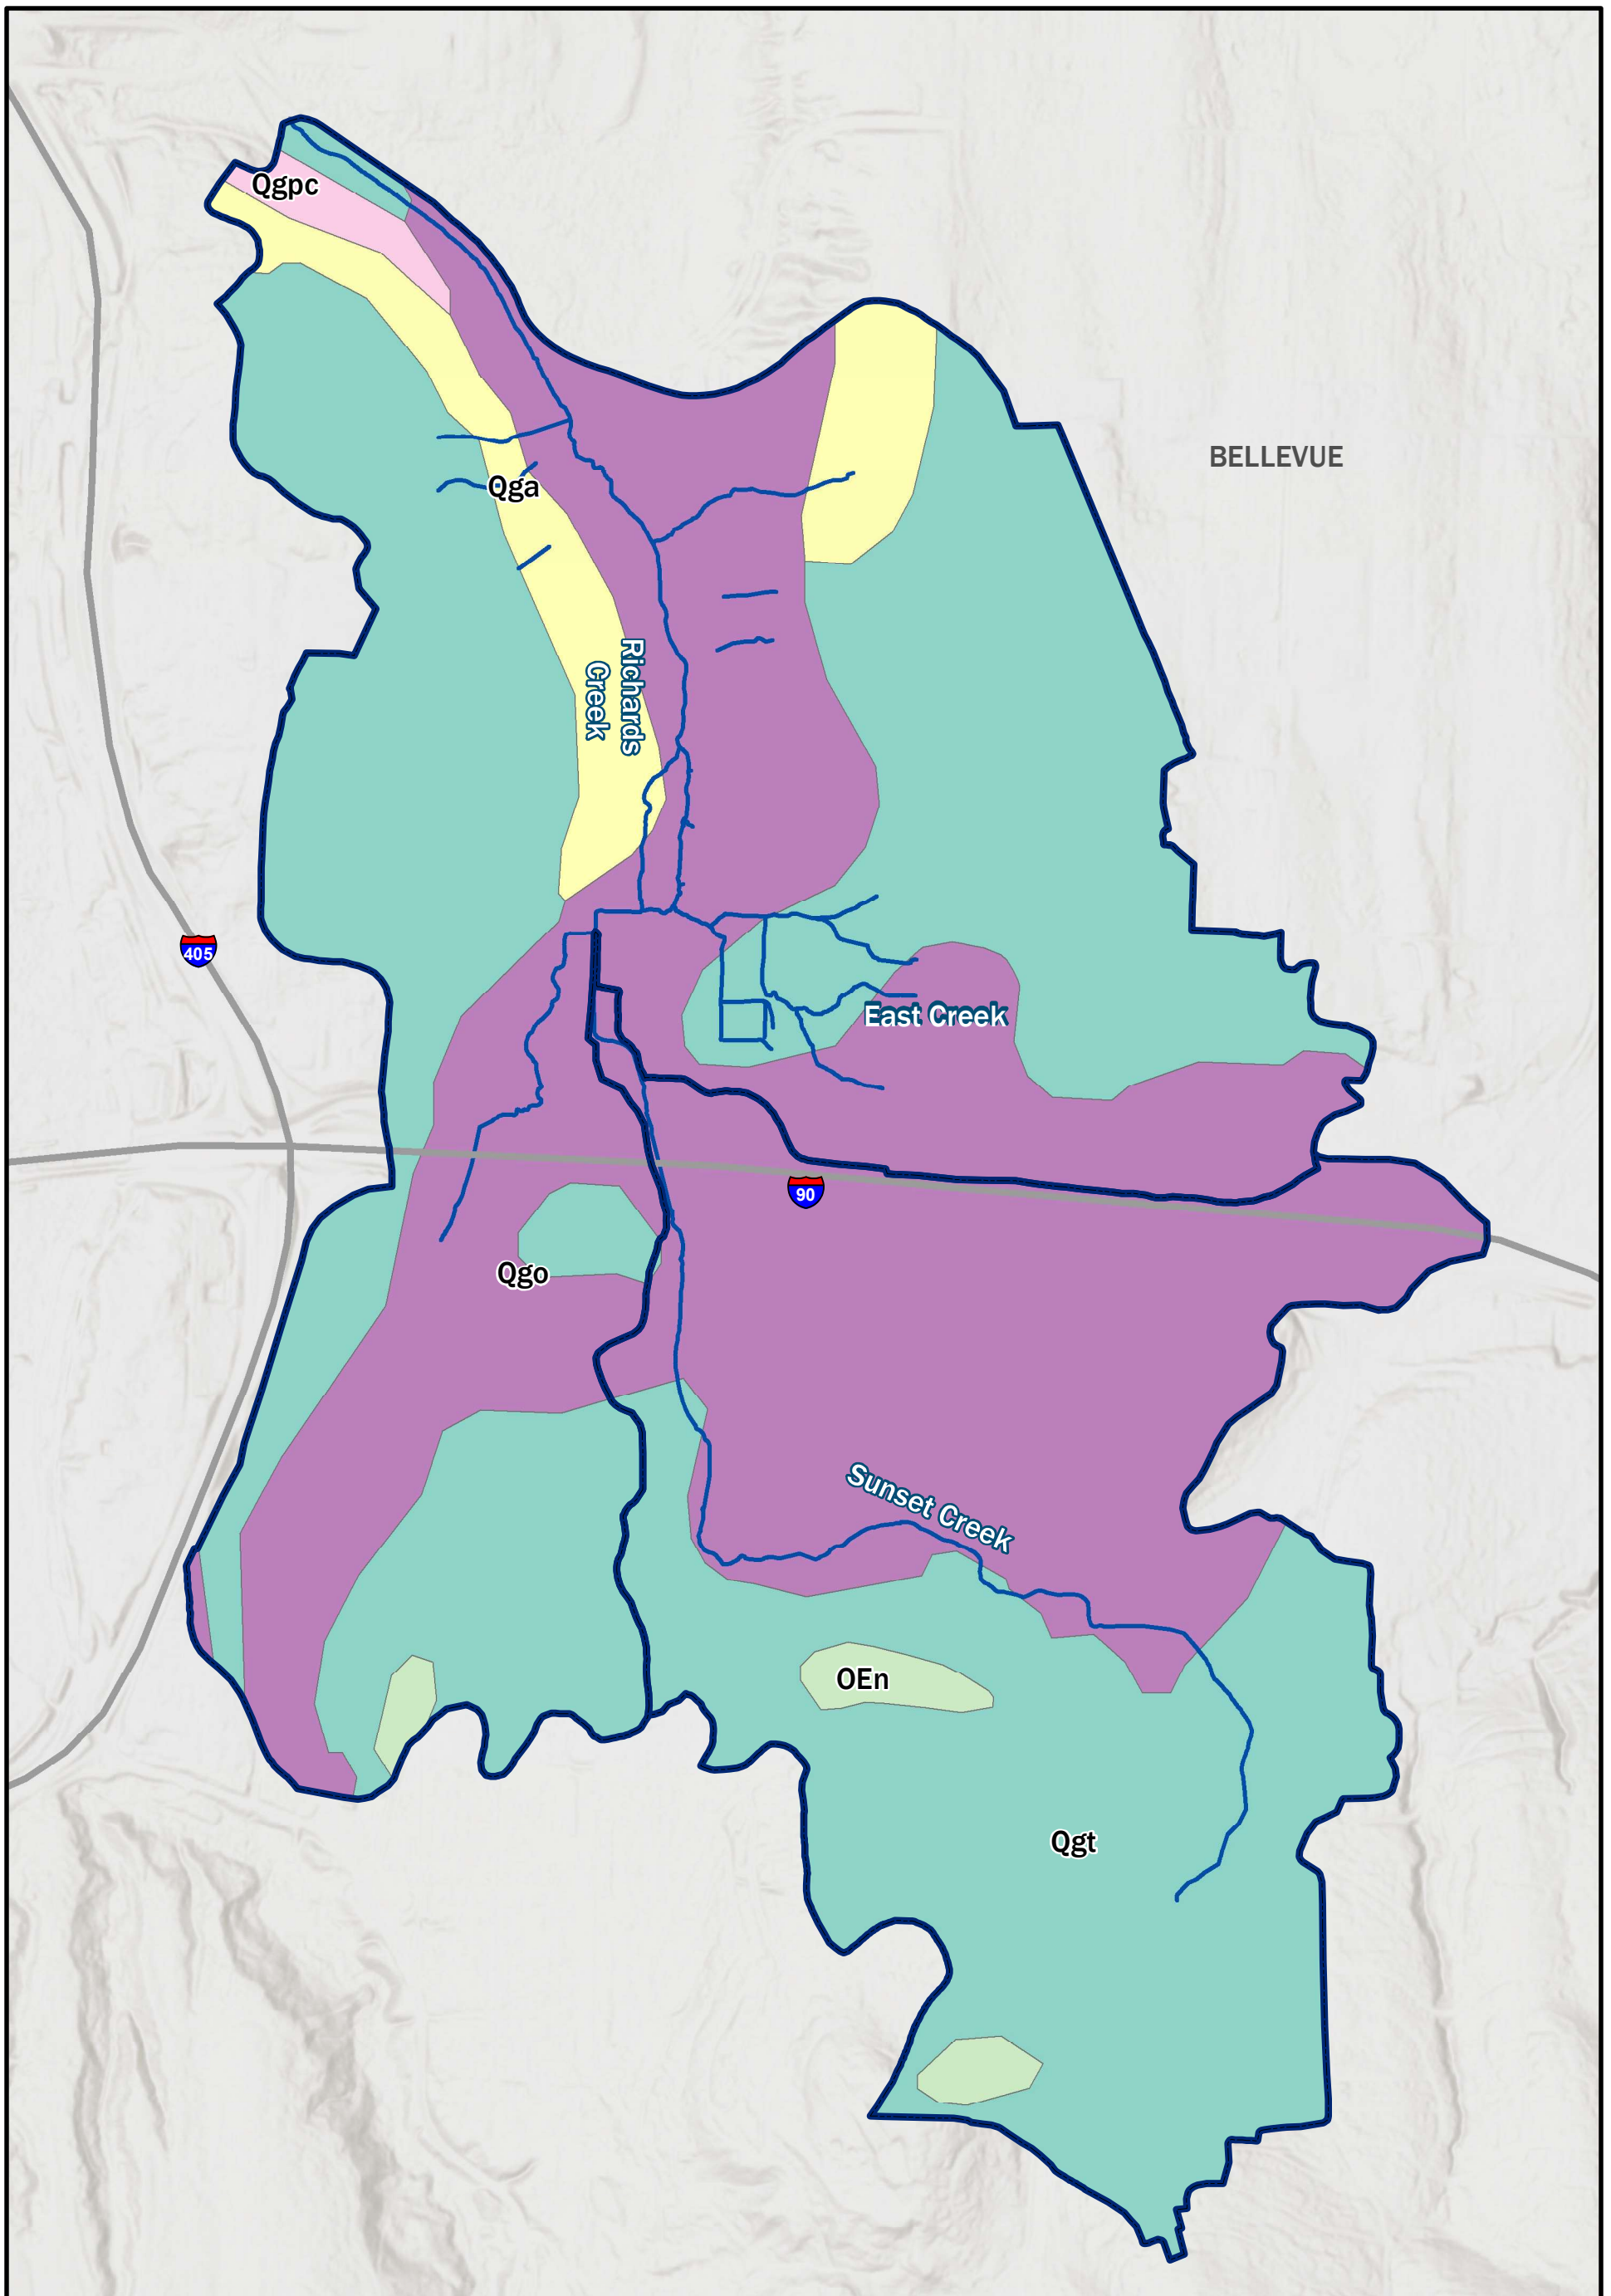 Qgpc
BELLEVUE
Qga
Richards
Creek
405
East Creek
90
Qgo
Sunset Creek
OEn
Qgt